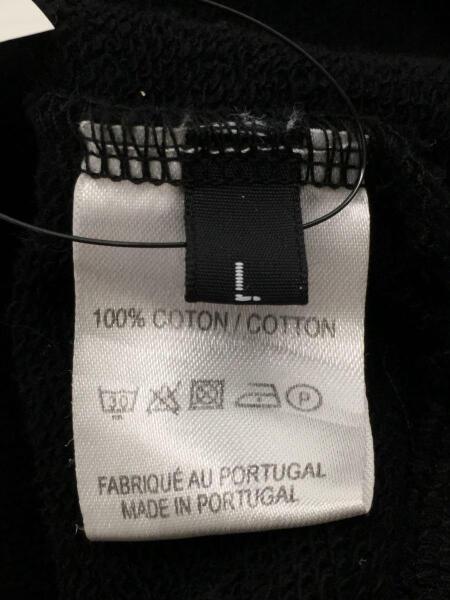 100% COTON / COTTON
30
P
FABRIQUÉ AU PORTUGAL
MADE IN PORTUGAL